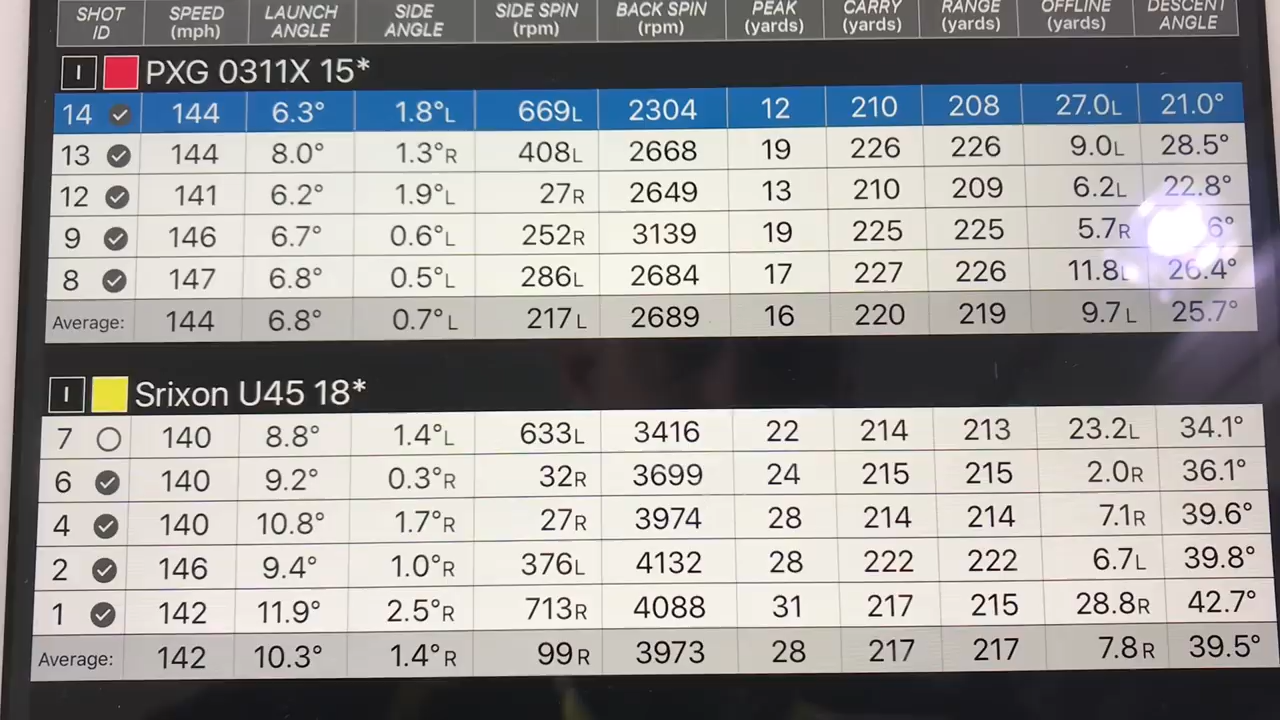 SHOT ID SPEED (mph) LAUNCH ANGLE SIDE ANGLE SIDE SPIN (rpm) BACK SPIN (rpm) PEAK (yards) CARRY (yards) RANGE (yards) OFFLINE (yards) DESCENT ANGLE
I PXG 0311X 15*
14 144 6.3° 1.8°L 669L 2304 12 210 208 27.0L 21.0°
13 144 8.0° 1.3°R 408L 2668 19 226 226 9.0L 28.5°
12 141 6.2° 1.9°L 27R 2649 13 210 209 6.2L 22.8°
9 146 6.7° 0.6°L 252R 3139 19 225 225 5.7R 6°
8 147 6.8° 0.5°L 286L 2684 17 227 226 11.8L 26.4°
Average: 144 6.8° 0.7°L 217L 2689 16 220 219 9.7L 25.7°
I Srixon U45 18*
7 140 8.8° 1.4°L 633L 3416 22 214 213 23.2L 34.1°
6 140 9.2° 0.3°R 32R 3699 24 215 215 2.0R 36.1°
4 140 10.8° 1.7°R 27R 3974 28 214 214 7.1R 39.6°
2 146 9.4° 1.0°R 376L 4132 28 222 222 6.7L 39.8°
1 142 11.9° 2.5°R 713R 4088 31 217 215 28.8R 42.7°
Average: 142 10.3° 1.4°R 99R 3973 28 217 217 7.8R 39.5°